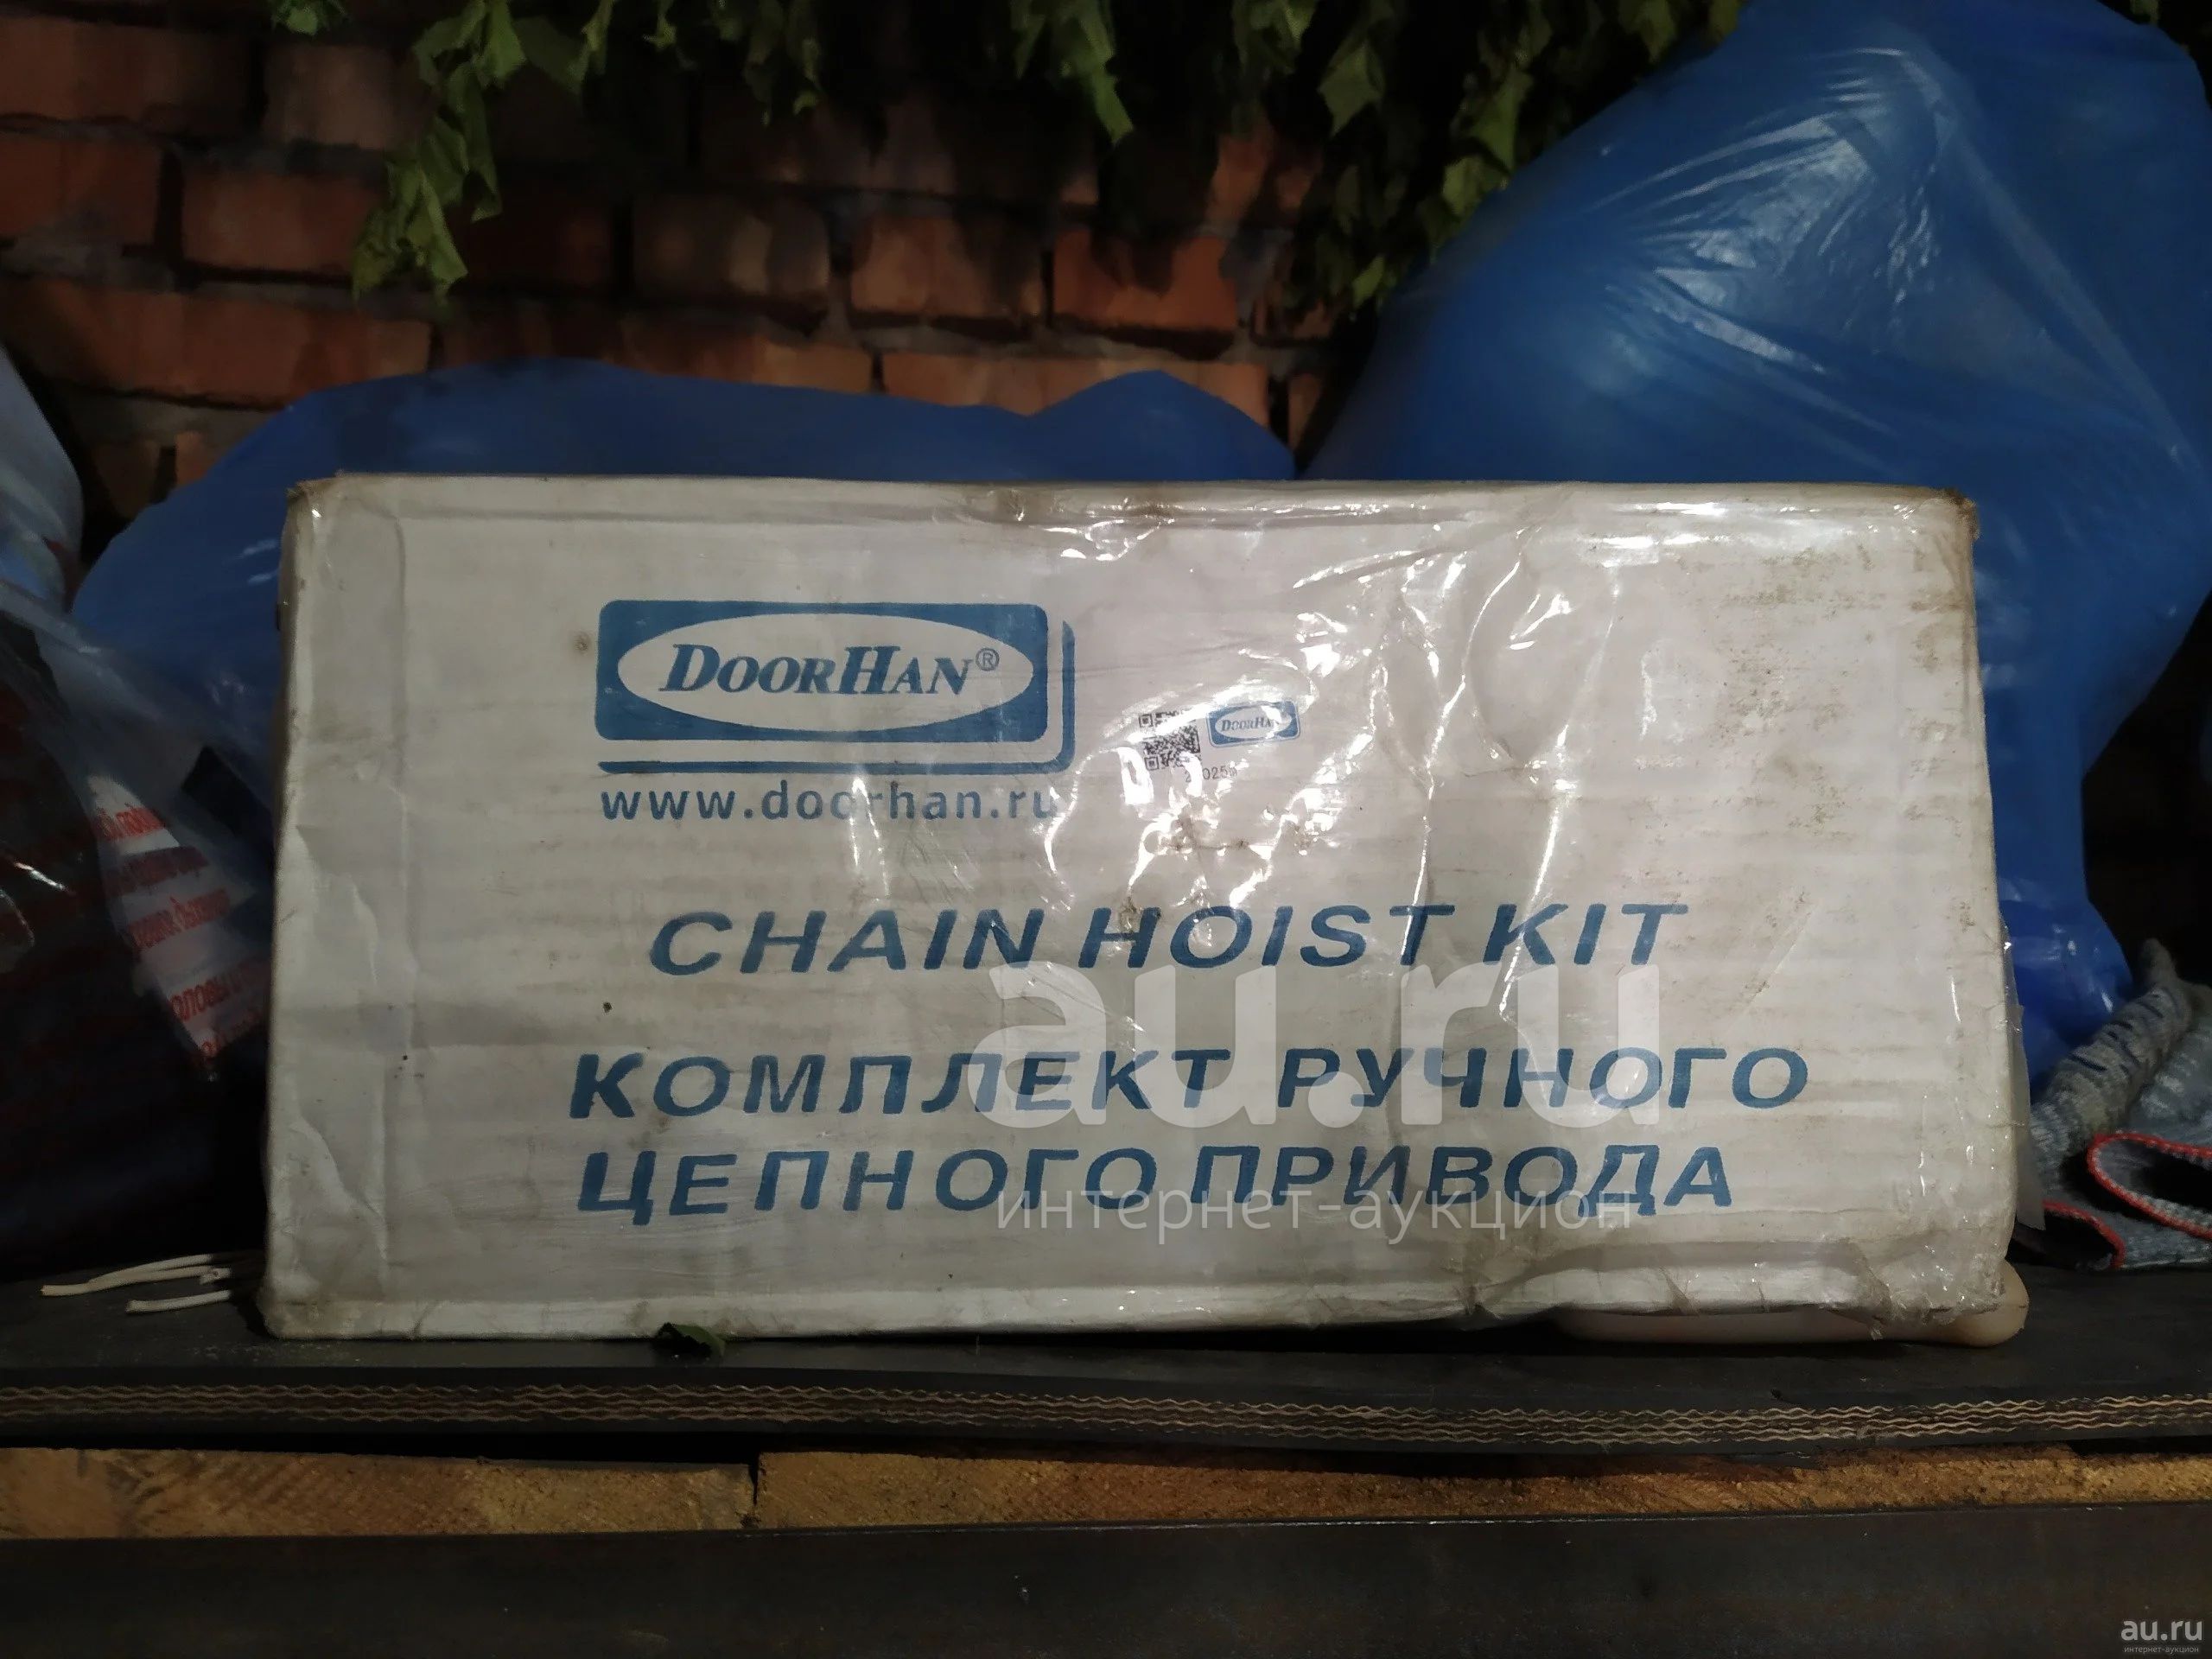 DOORHAN®
www.doorhan.ru
DOORHAN
CHAIN HOIST KIT
КОМПЛЕКТ РУЧНОГО
ЦЕПНОГО ПРИВОДА
au.ru
интернет-аукцион
au.ru
интернет-аукцион